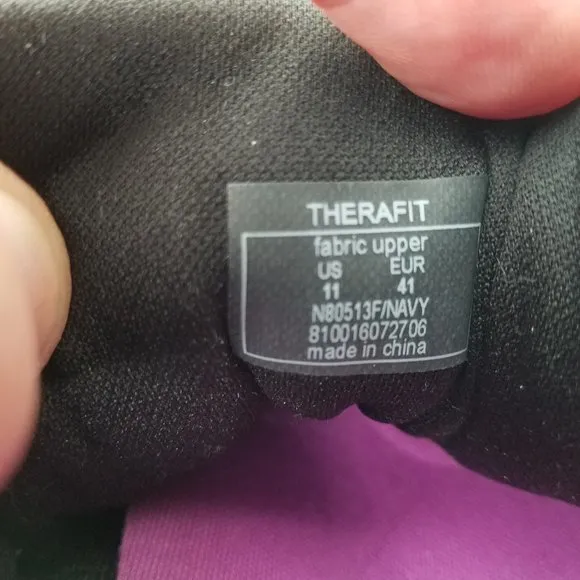 THERAFIT
fabric upper
US EUR
11 41
N80513F/NAVY
810016072706
made in china